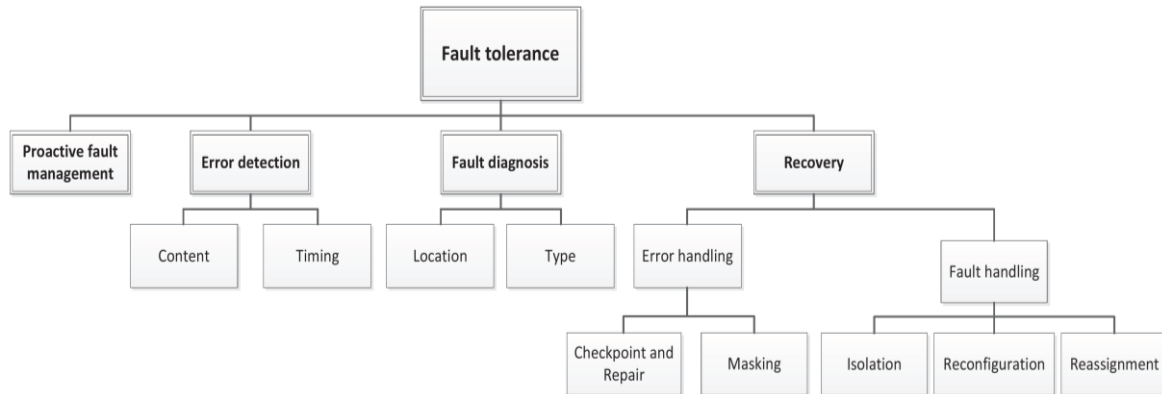 Fault tolerance
Proactive fault
management
Error detection
Fault diagnosis
Recovery
Content
Timing
Location
Type
Error handling
Fault handling
Checkpoint and
Repair
Masking
Isolation
Reconfiguration
Reassignment